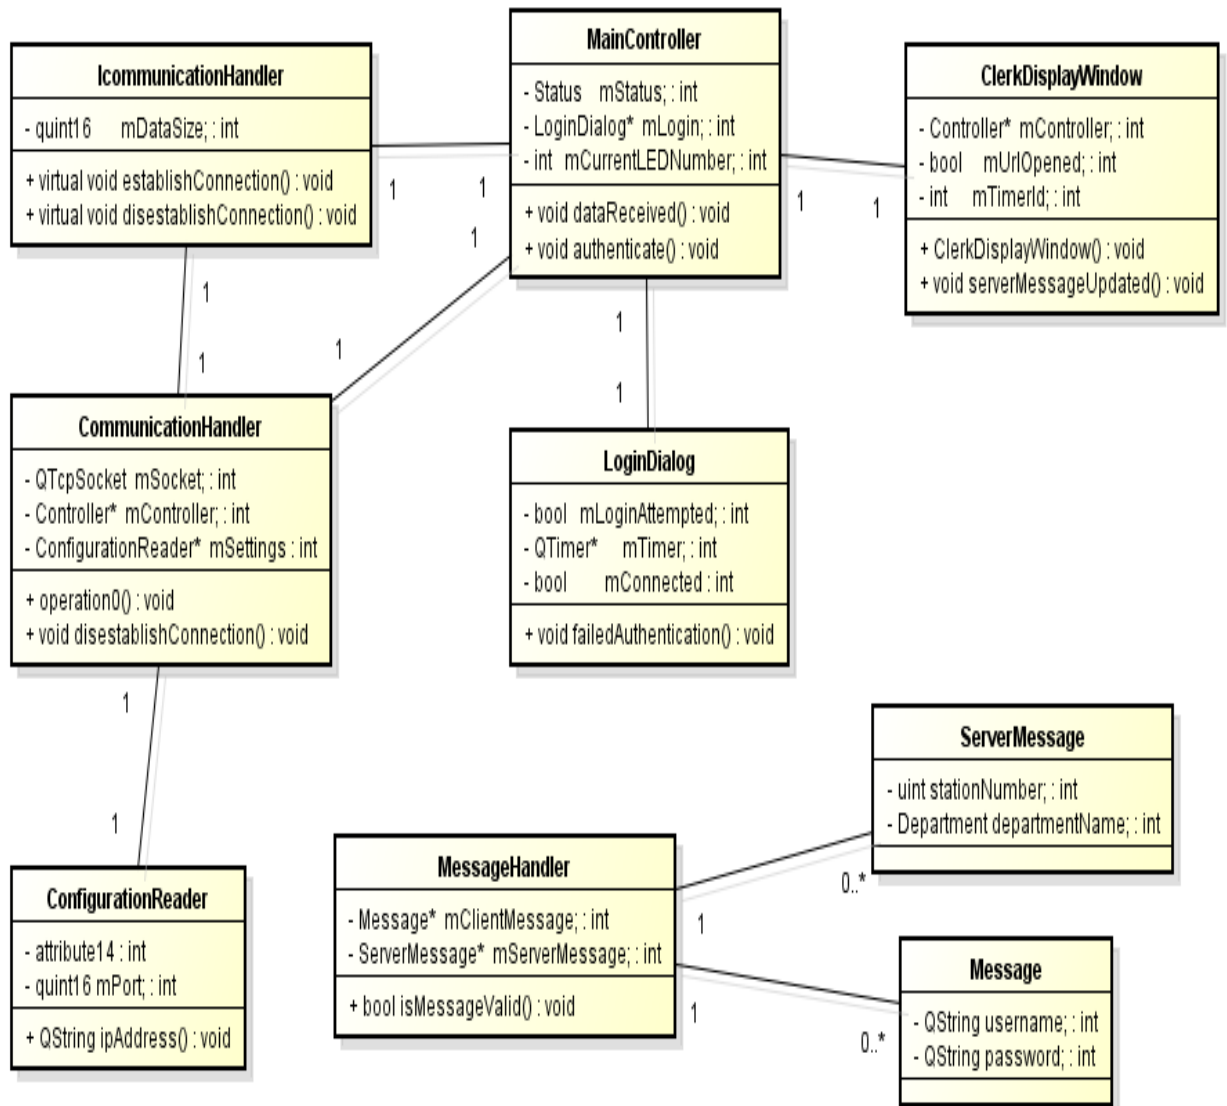 IcommunicationHandler
- quint16 mDataSize; : int
+ virtual void establishConnection() : void
+ virtual void disestablishConnection() : void
MainController
- Status mStatus; : int
- LoginDialog* mLogin; : int
- int mCurrentLEDNumber; : int
+ void dataReceived() : void
+ void authenticate() : void
ClerkDisplayWindow
- Controller* mController; : int
- bool mUrlOpened; : int
- int mTimerId; : int
+ ClerkDisplayWindow() : void
+ void serverMessageUpdated() : void
1
1
1
1
1
1
1
1
1
1
CommunicationHandler
- QTcpSocket mSocket; : int
- Controller* mController; : int
- ConfigurationReader* mSettings : int
+ operation0() : void
+ void disestablishConnection() : void
LoginDialog
- bool mLoginAttempted; : int
- QTimer* mTimer; : int
- bool mConnected : int
+ void failedAuthentication() : void
1
1
ConfigurationReader
- attribute14 : int
- quint16 mPort; : int
+ QString ipAddress() : void
MessageHandler
- Message* mClientMessage; : int
- ServerMessage* mServerMessage; : int
+ bool isMessageValid() : void
ServerMessage
- uint stationNumber; : int
- Department departmentName; : int
0..*
1
1
0..*
Message
- QString username; : int
- QString password; : int